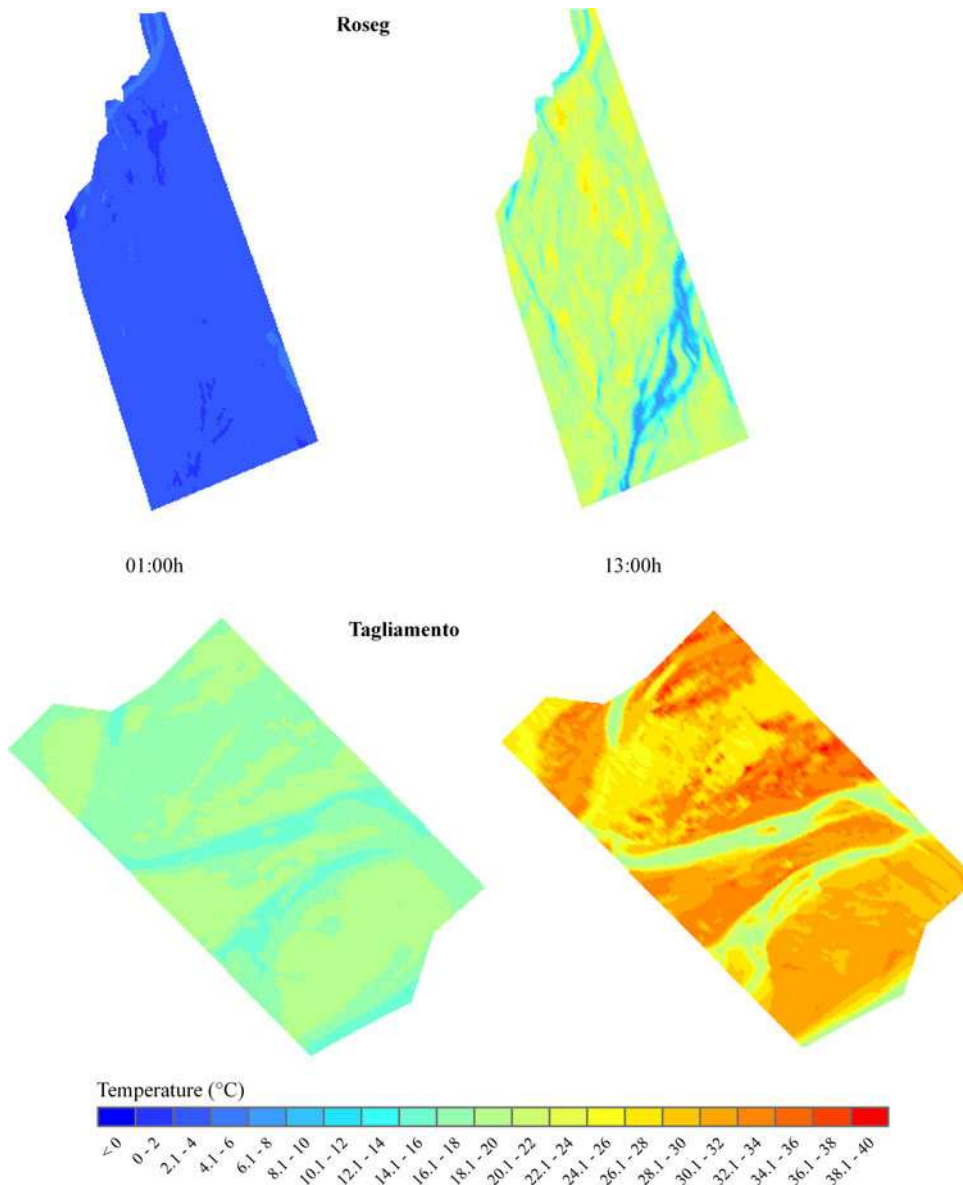 Roseg
01:00h
13:00h
Tagliamento
Temperature (°C)
< 0
0 - 2
2.1 - 4
4.1 - 6
6.1 - 8
8.1 - 10
10.1 - 12
12.1 - 14
14.1 - 16
16.1 - 18
18.1 - 20
20.1 - 22
22.1 - 24
24.1 - 26
26.1 - 28
28.1 - 30
30.1 - 32
32.1 - 34
34.1 - 36
36.1 - 38
38.1 - 40